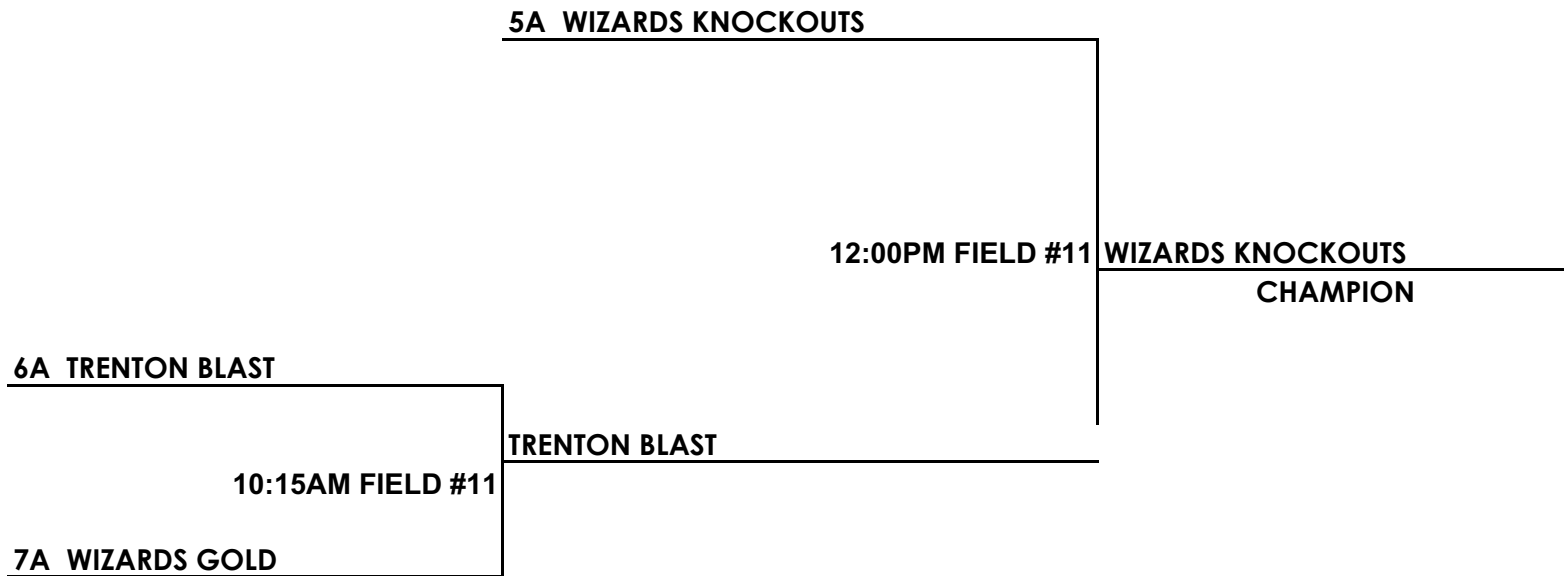 5A WIZARDS KNOCKOUTS
12:00PM FIELD #11 WIZARDS KNOCKOUTS
CHAMPION
6A TRENTON BLAST
TRENTON BLAST
10:15AM FIELD #11
7A WIZARDS GOLD